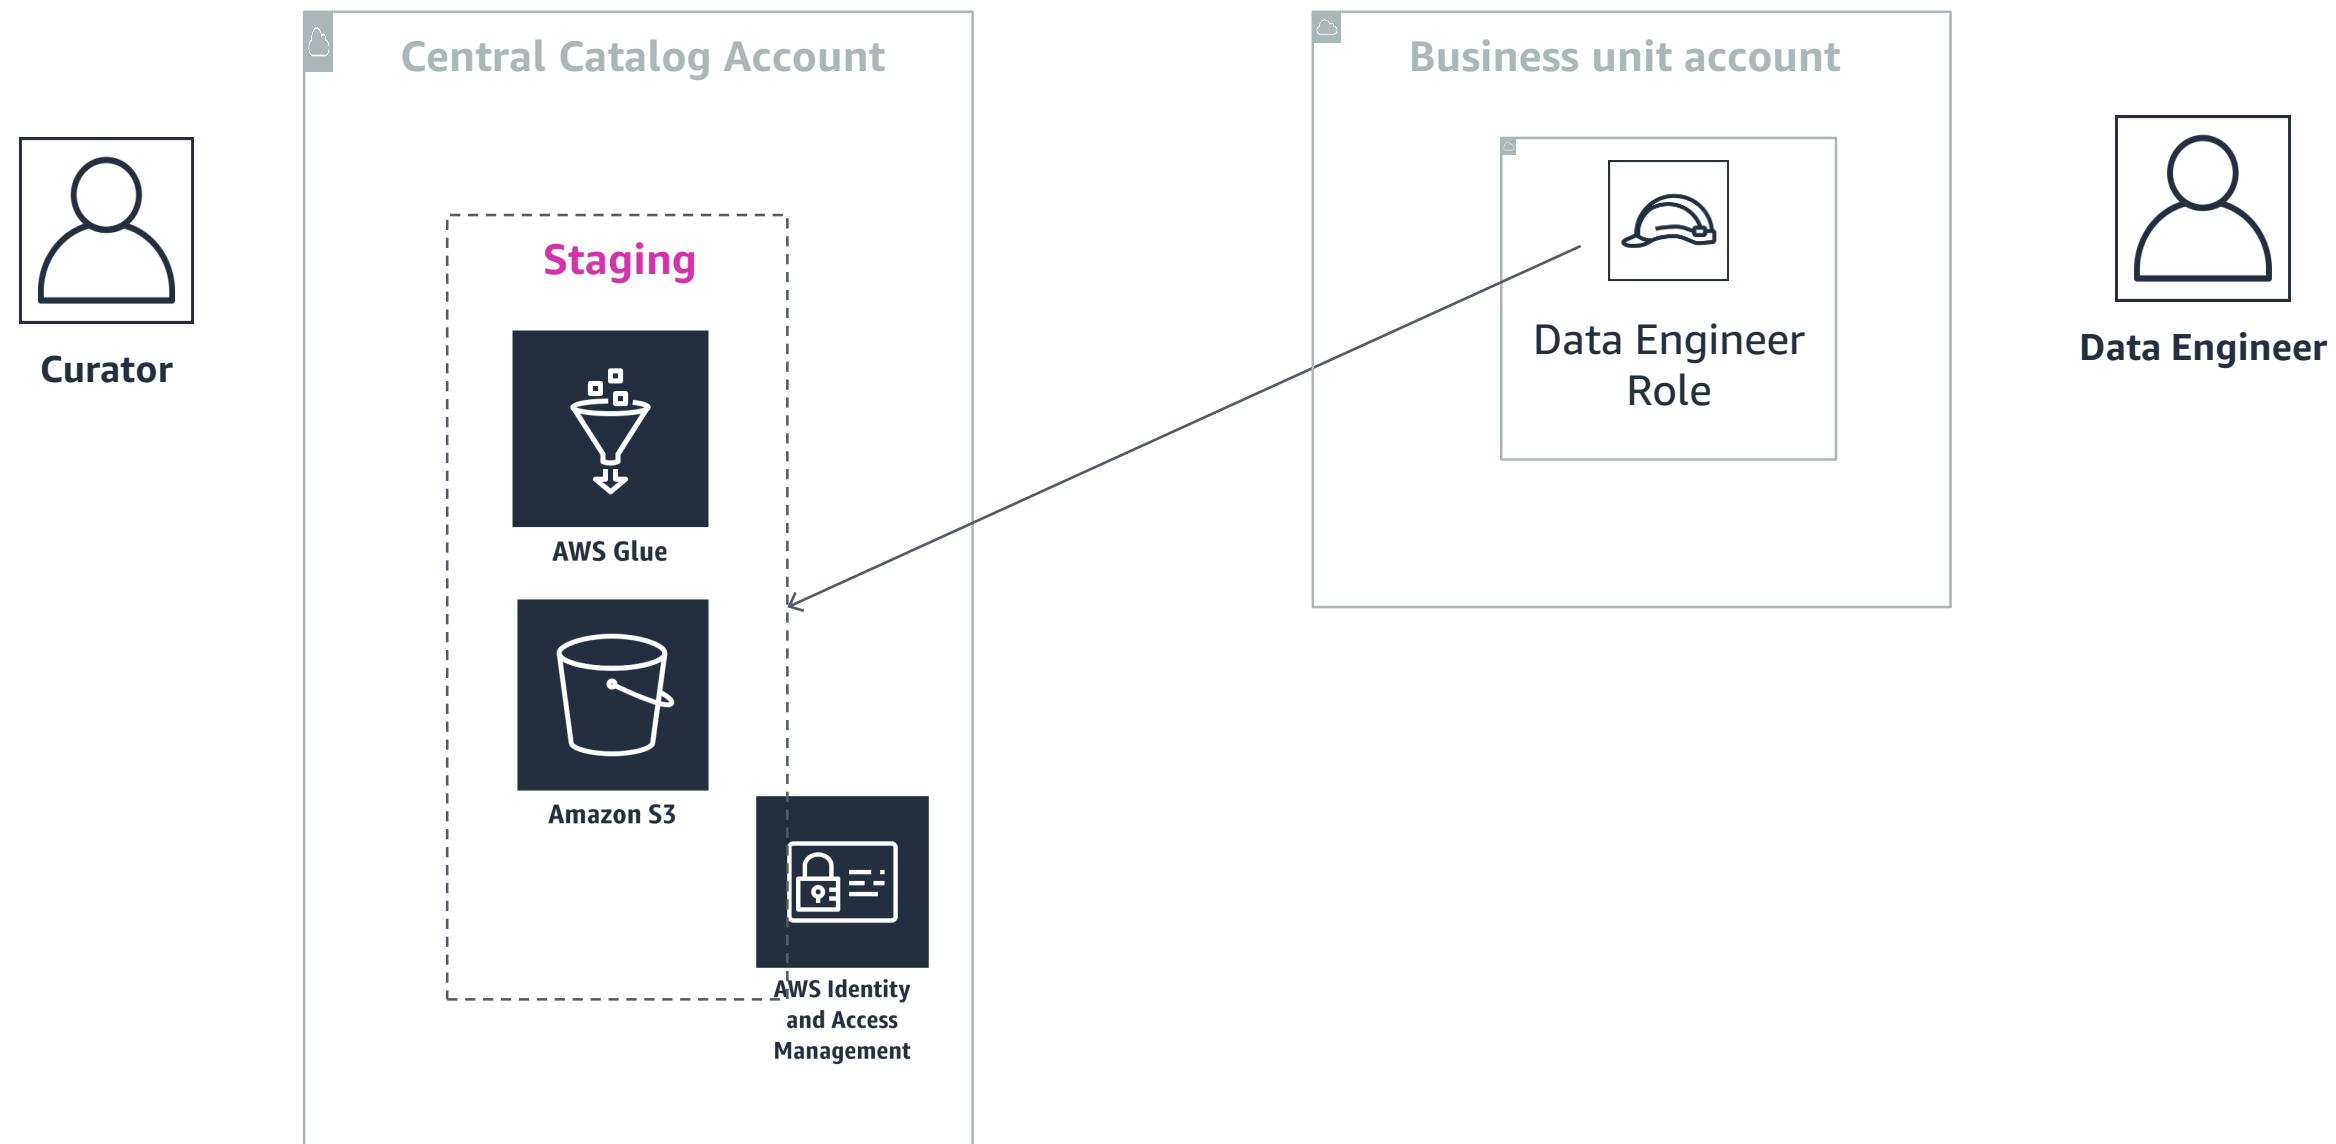 Central Catalog Account
Business unit account
Curator
Staging
AWS Glue
Amazon S3
AWS Identity
and Access
Management
Data Engineer
Role
Data Engineer